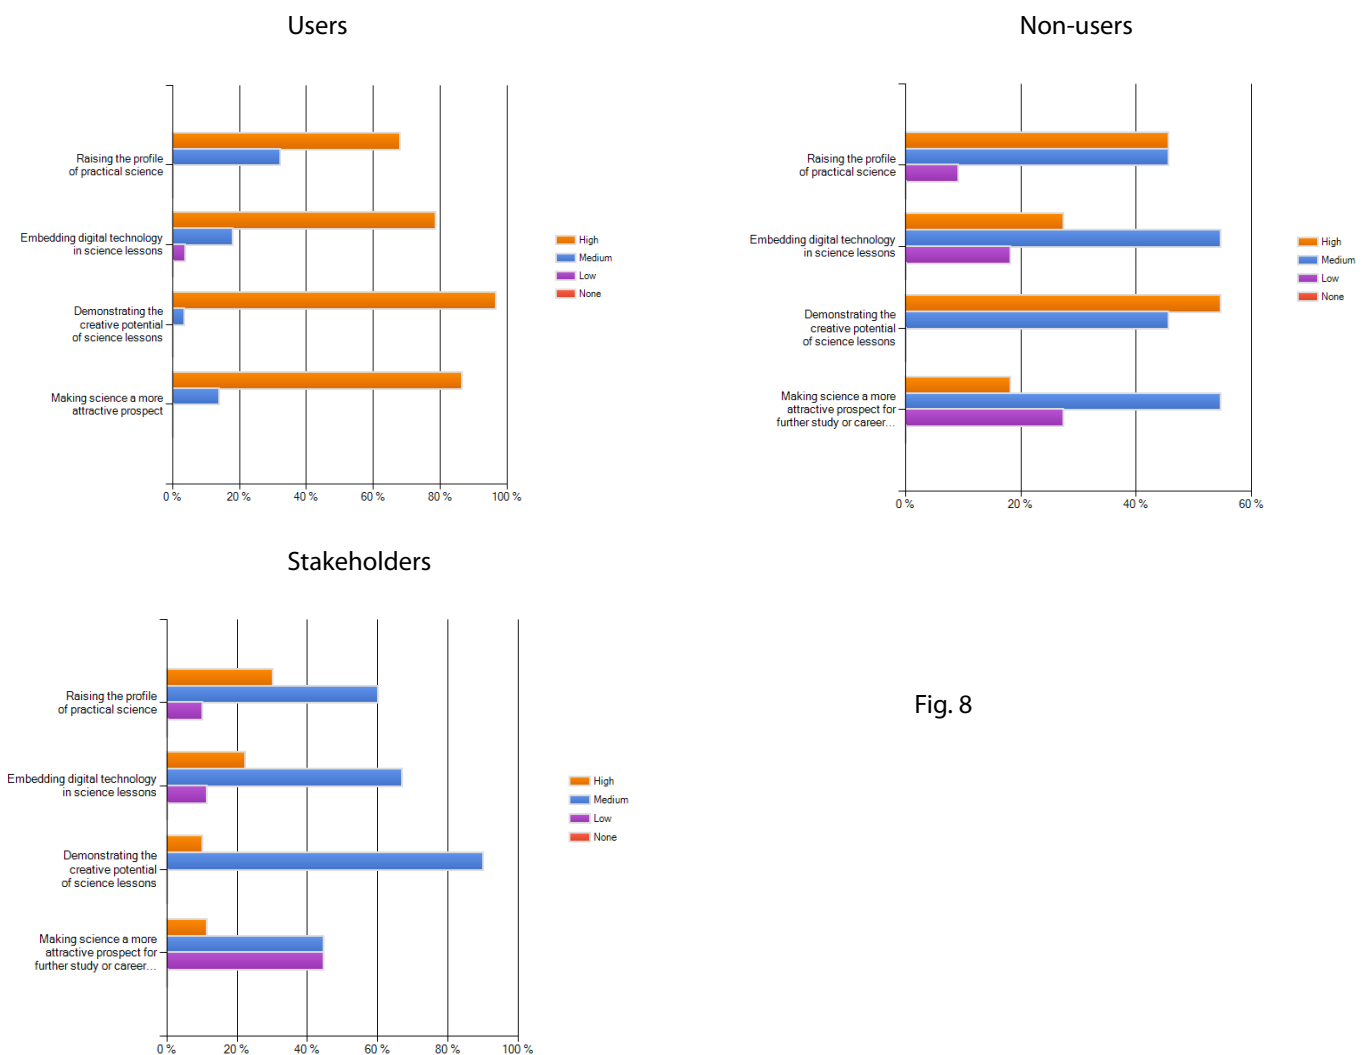 Users
Raising the profile
of practical science
Embedding digital technology
in science lessons
Demonstrating the
creative potential
of science lessons
Making science a more
attractive prospect
0 %
20 %
40 %
60 %
80 %
100 %
High
Medium
Low
None
Non-users
Raising the profile
of practical science
Embedding digital technology
in science lessons
Demonstrating the
creative potential
of science lessons
Making science a more
attractive prospect for
further study or career...
0 %
20 %
40 %
60 %
High
Medium
Low
None
Stakeholders
Raising the profile
of practical science
Embedding digital technology
in science lessons
Demonstrating the
creative potential
of science lessons
Making science a more
attractive prospect for
further study or career...
0 %
20 %
40 %
60 %
80 %
100 %
High
Medium
Low
None
Fig. 8